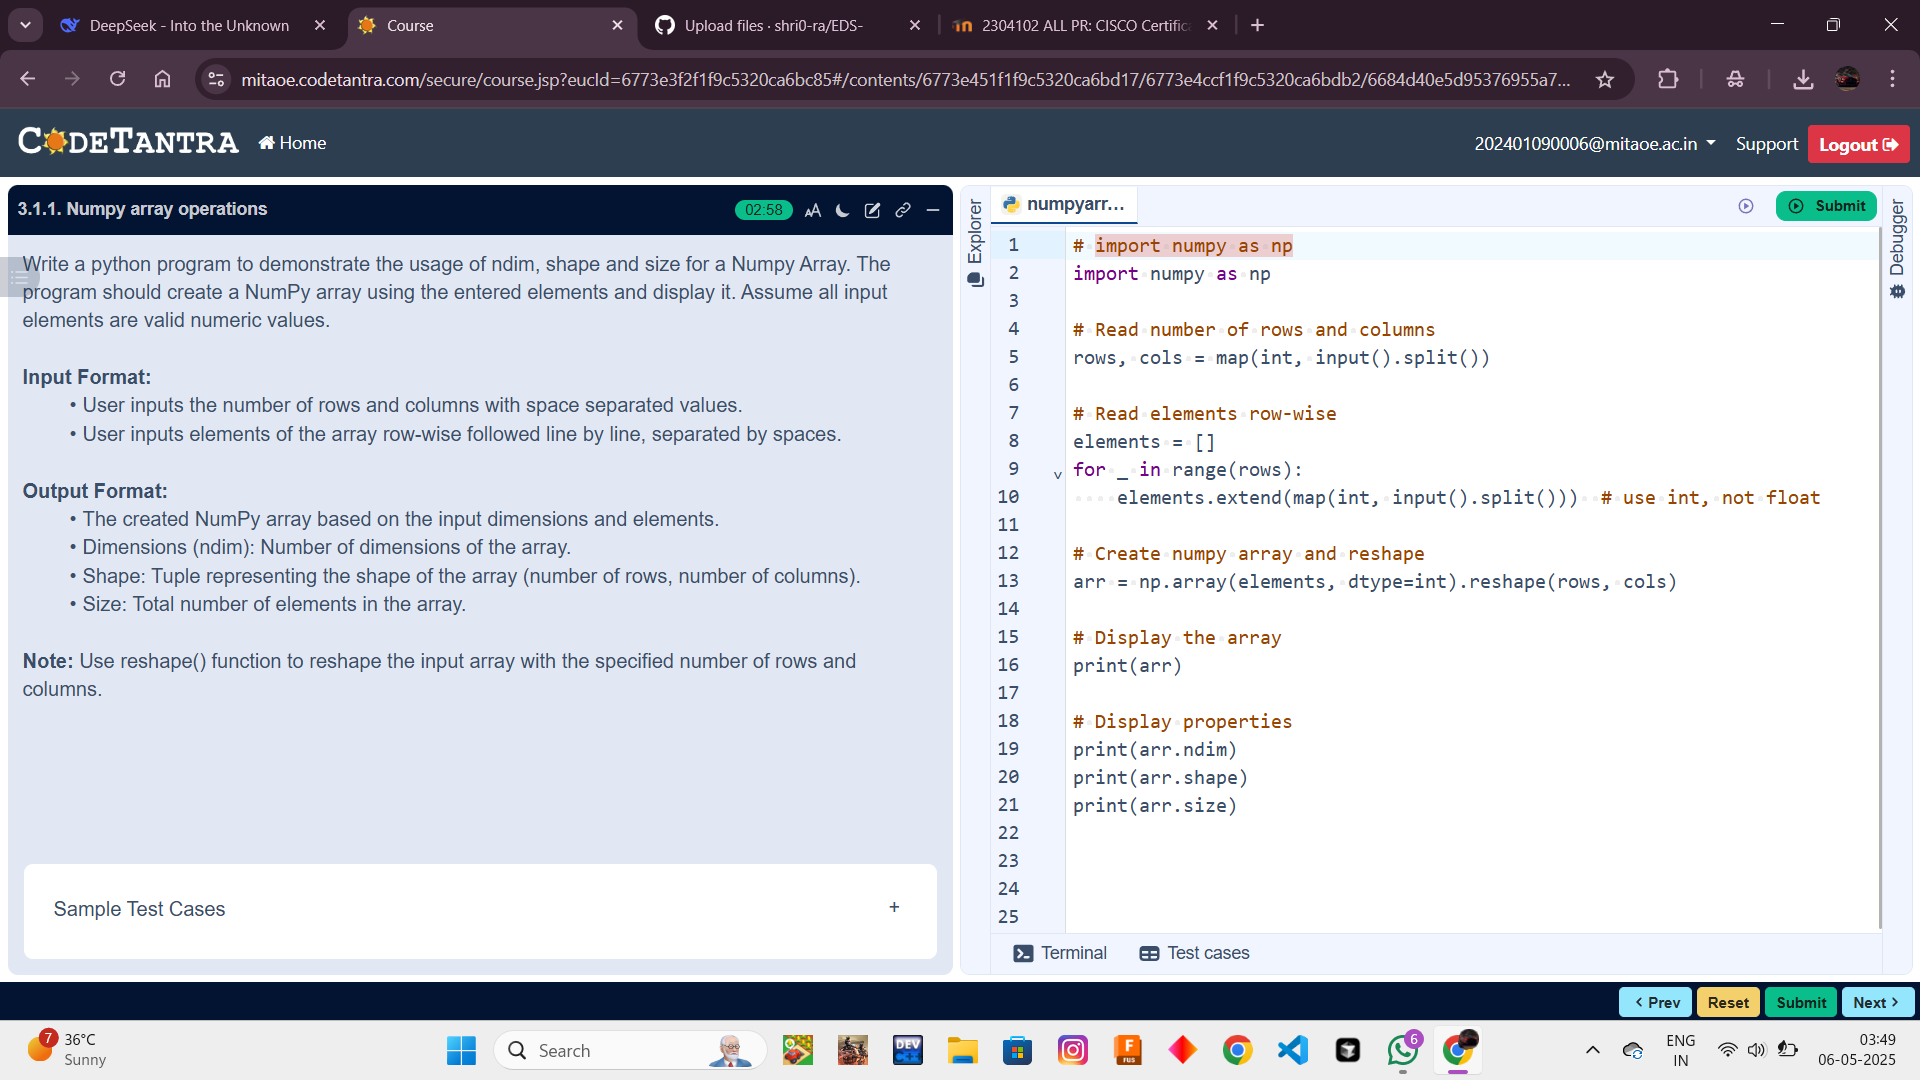 DeepSeek - Into the Unknown
Course
Upload files · shri0-ra/EDS-
2304102 ALL PR: CISCO Certific
mitaoe.codetantra.com/secure/course.jsp?eucId=6773e3f2f1f9c5320ca6bc85#/contents/6773e451f1f9c5320ca6bd17/6773e4ccf1f9c5320ca6bdb2/6684d40e5d95376955a7...
CODETANTRA
Home
202401090006@mitaoe.ac.in
Support
Logout
3.1.1. Numpy array operations
02:58
AA
Write a python program to demonstrate the usage of ndim, shape and size for a Numpy Array. The
program should create a NumPy array using the entered elements and display it. Assume all input
elements are valid numeric values.
Input Format:
• User inputs the number of rows and columns with space separated values.
• User inputs elements of the array row-wise followed line by line, separated by spaces.
Output Format:
• The created NumPy array based on the input dimensions and elements.
• Dimensions (ndim): Number of dimensions of the array.
• Shape: Tuple representing the shape of the array (number of rows, number of columns).
• Size: Total number of elements in the array.
Note: Use reshape() function to reshape the input array with the specified number of rows and
columns.
Sample Test Cases
+
Explorer
numpyarr...
Submit
Debugger
1 # import numpy as np
2 import numpy as np
3
4 # Read number of rows and columns
5 rows, cols = map(int, input().split())
6
7 # Read elements row-wise
8 elements = []
9 for _ in range(rows):
10     elements.extend(map(int, input().split()))  # use int, not float
11
12 # Create numpy array and reshape
13 arr = np.array(elements, dtype=int).reshape(rows, cols)
14
15 # Display the array
16 print(arr)
17
18 # Display properties
19 print(arr.ndim)
20 print(arr.shape)
21 print(arr.size)
22
23
24
25
Terminal
Test cases
< Prev
Reset
Submit
Next >
7
36°C
Sunny
Search
DEV
F
FUS
6
ENG
IN
03:49
06-05-2025